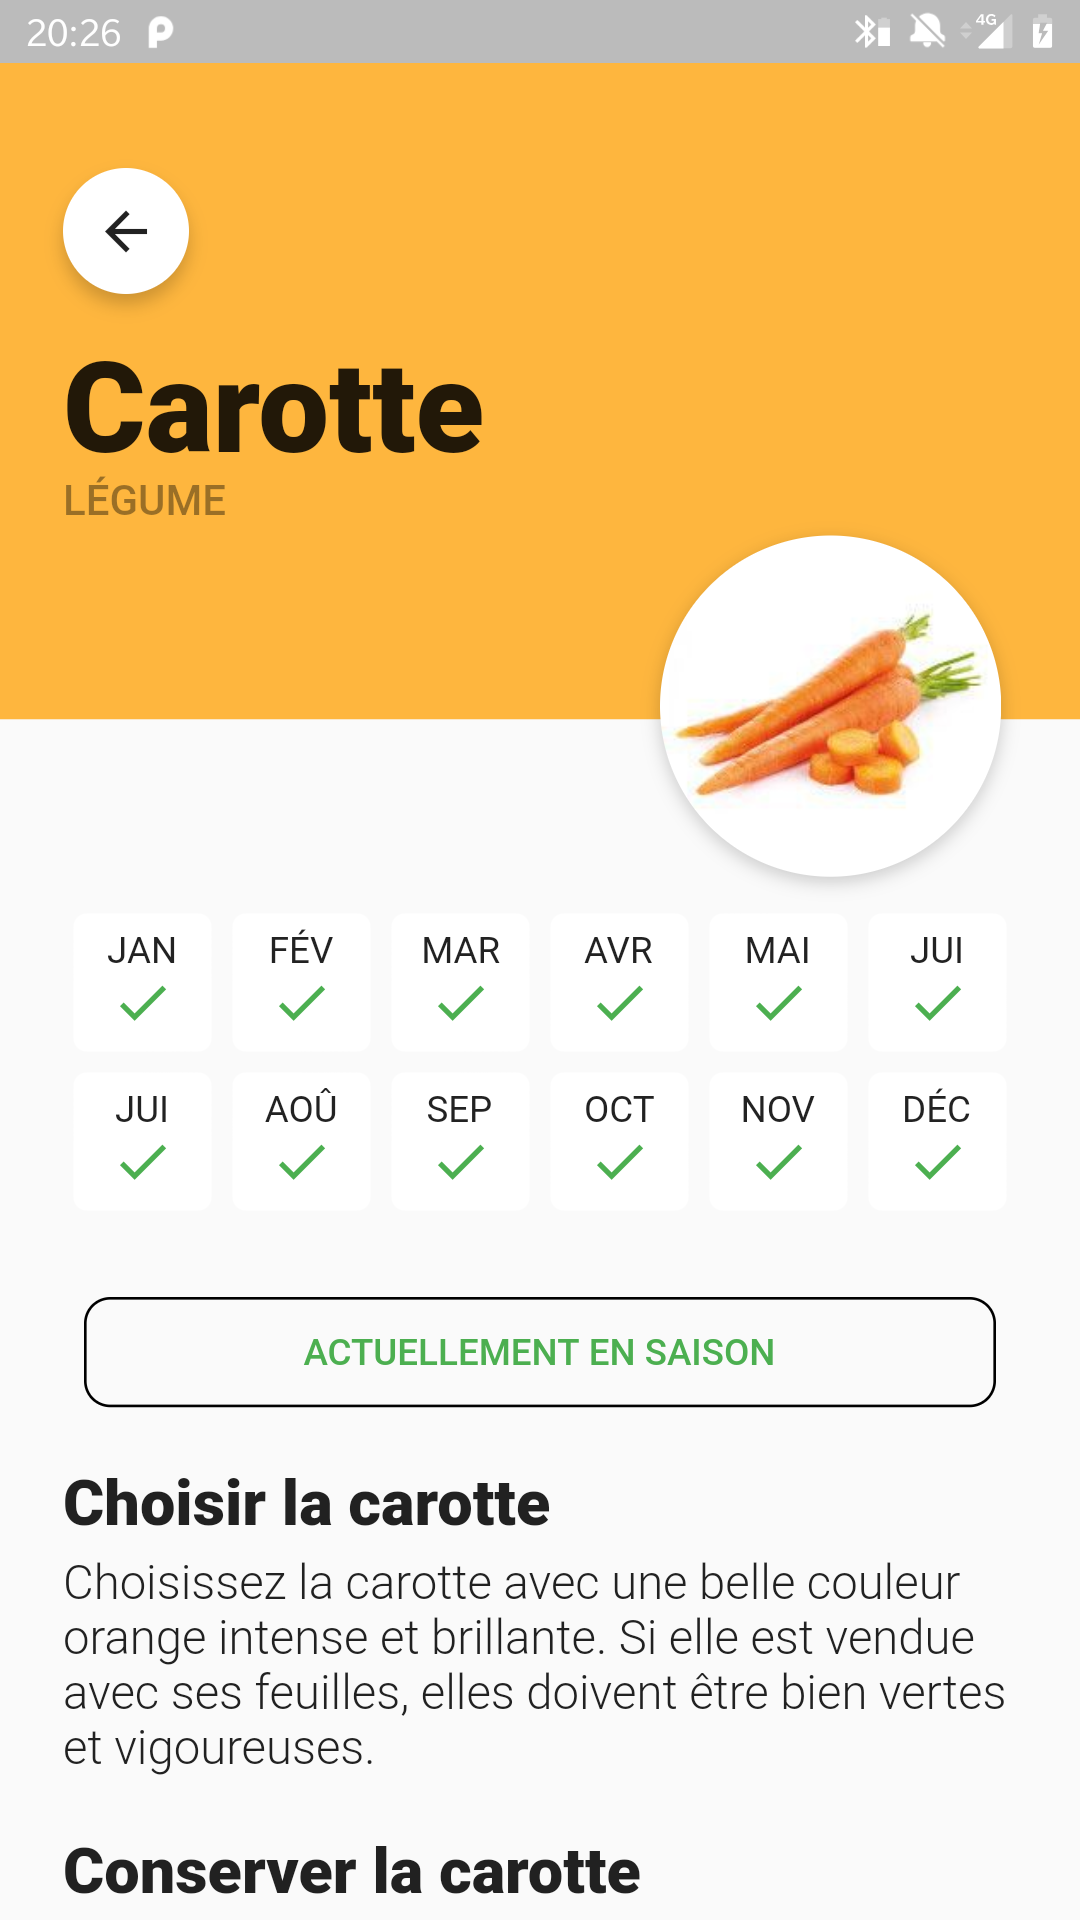 20:26
4G
Carotte
LÉGUME
JAN FÉV MAR AVR MAI JUI
JUI AOÛ SEP OCT NOV DÉC
ACTUELLEMENT EN SAISON
Choisir la carotte
Choisissez la carotte avec une belle couleur
orange intense et brillante. Si elle est vendue
avec ses feuilles, elles doivent être bien vertes
et vigoureuses.
Conserver la carotte